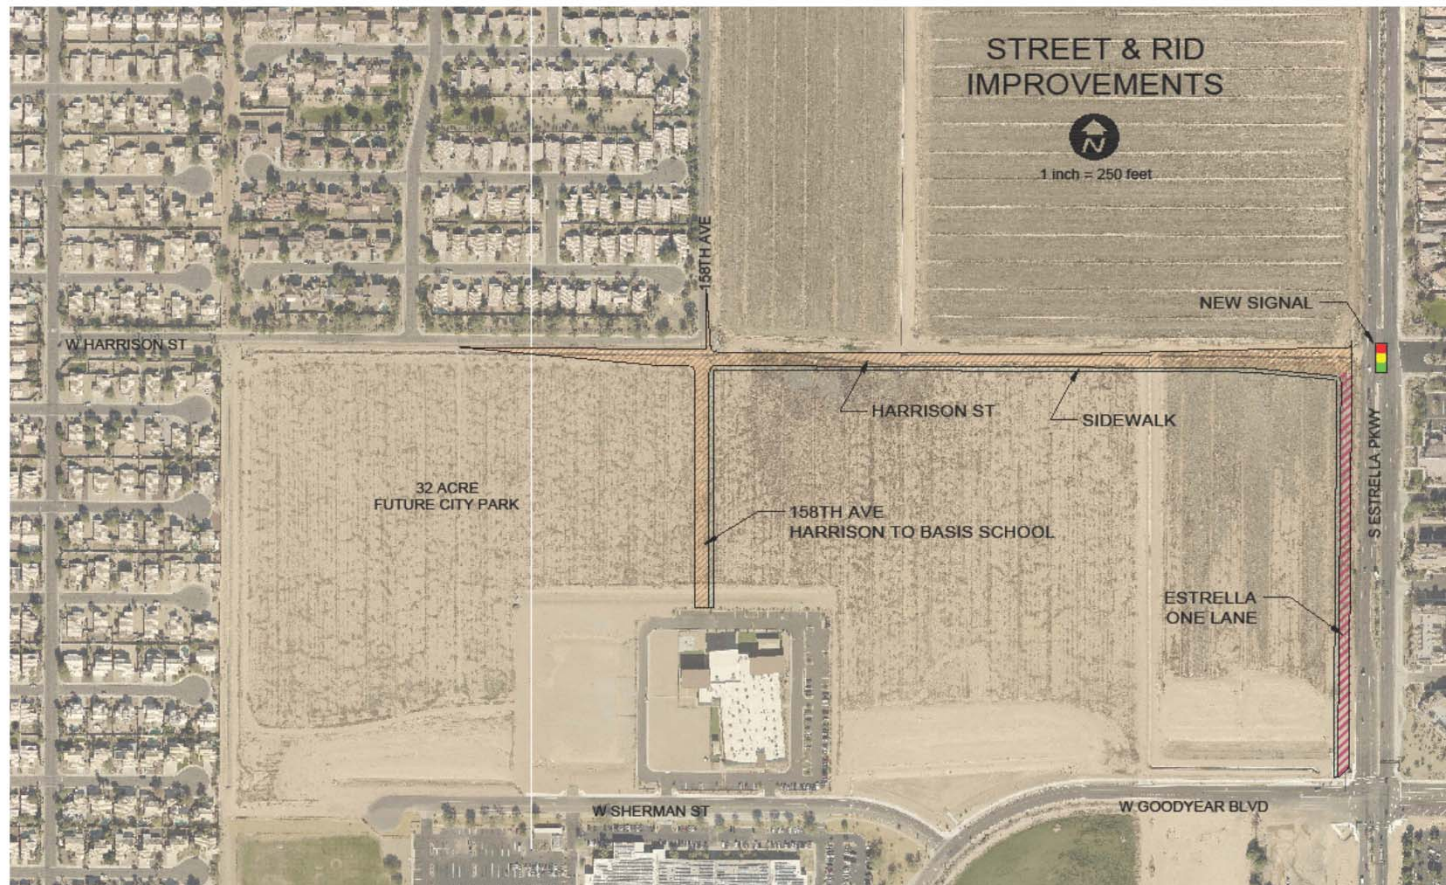 STREET & RID
IMPROVEMENTS
N
1 inch = 250 feet
158TH AVE
NEW SIGNAL
W HARRISON ST
HARRISON ST
SIDEWALK
S ESTRELLA PKWY
32 ACRE
FUTURE CITY PARK
158TH AVE
HARRISON TO BASIS SCHOOL
ESTRELLA
ONE LANE
W SHERMAN ST
W GOODYEAR BLVD